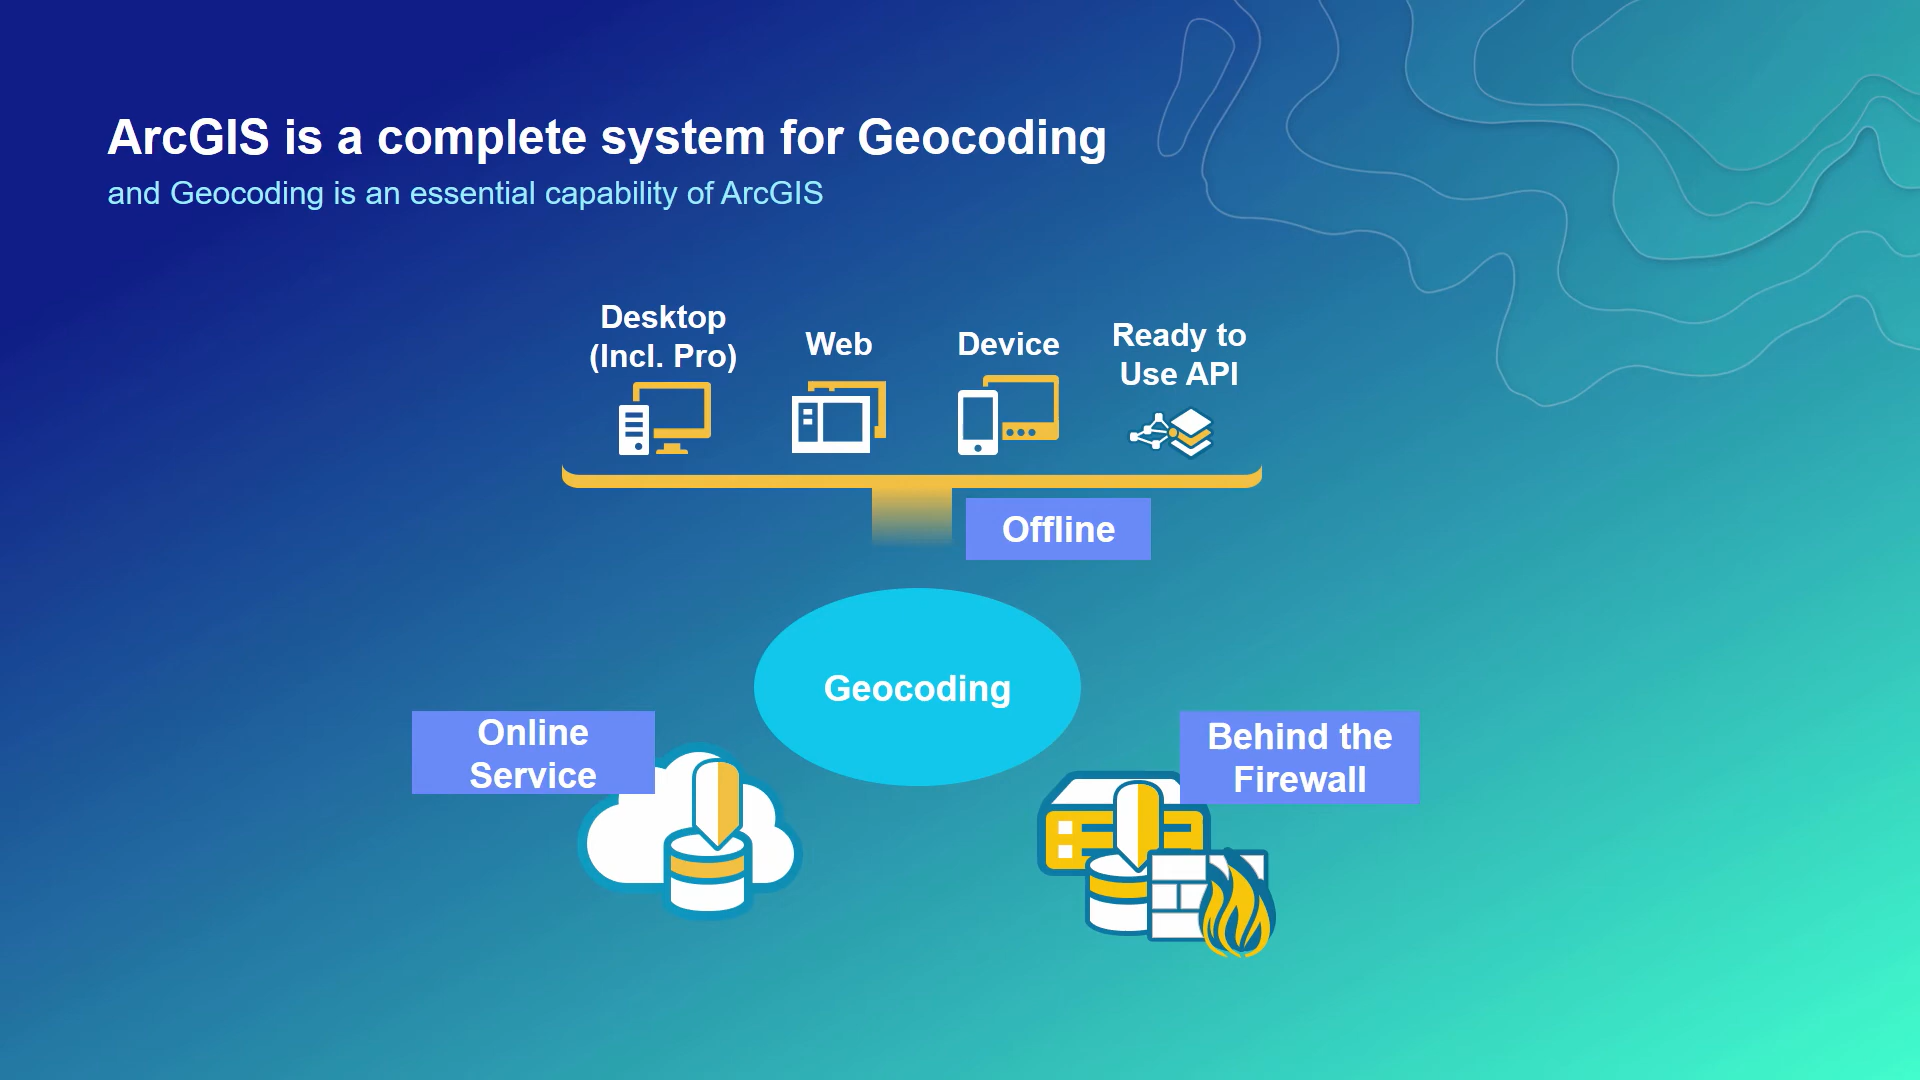 ArcGIS is a complete system for Geocoding
and Geocoding is an essential capability of ArcGIS
Desktop
(Incl. Pro)
Web
Device
Ready to
Use API
Offline
Geocoding
Online
Service
Behind the
Firewall